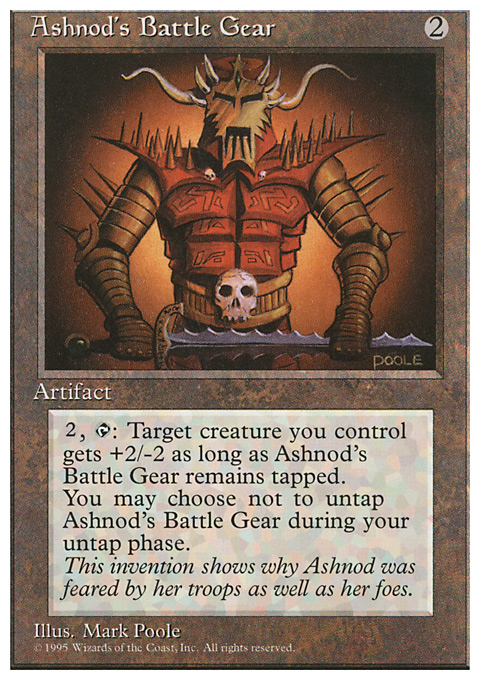 Ashnod's Battle Gear 2
POOLE
Artifact
2, : Target creature you control
gets +2/-2 as long as Ashnod's
Battle Gear remains tapped.
You may choose not to untap
Ashnod's Battle Gear during your
untap phase.
This invention shows why Ashnod was
feared by her troops as well as her foes.
Illus. Mark Poole
© 1995 Wizards of the Coast, Inc. All rights reserved.